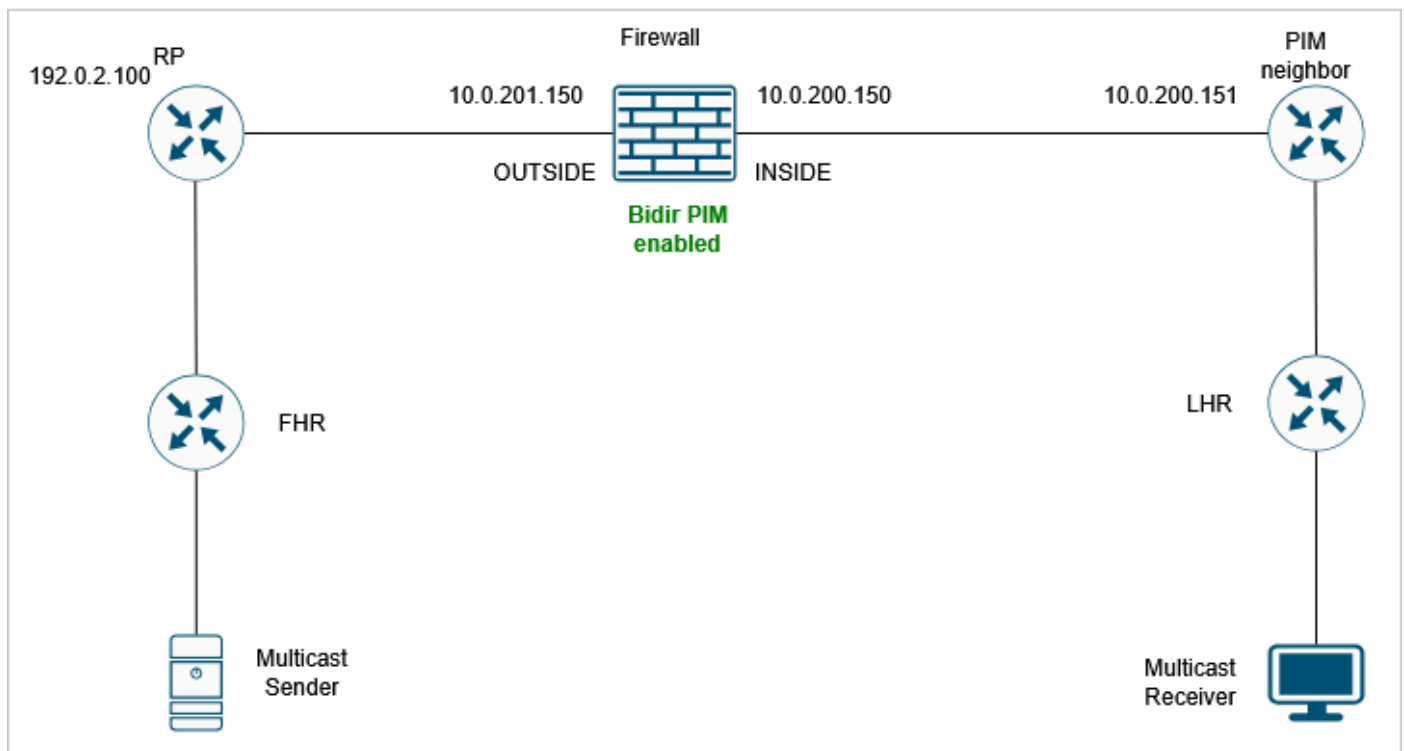 Firewall
RP
PIM
neighbor
192.0.2.100
10.0.201.150
10.0.200.150
10.0.200.151
OUTSIDE
INSIDE
Bidir PIM
enabled
FHR
LHR
Multicast
Sender
Multicast
Receiver